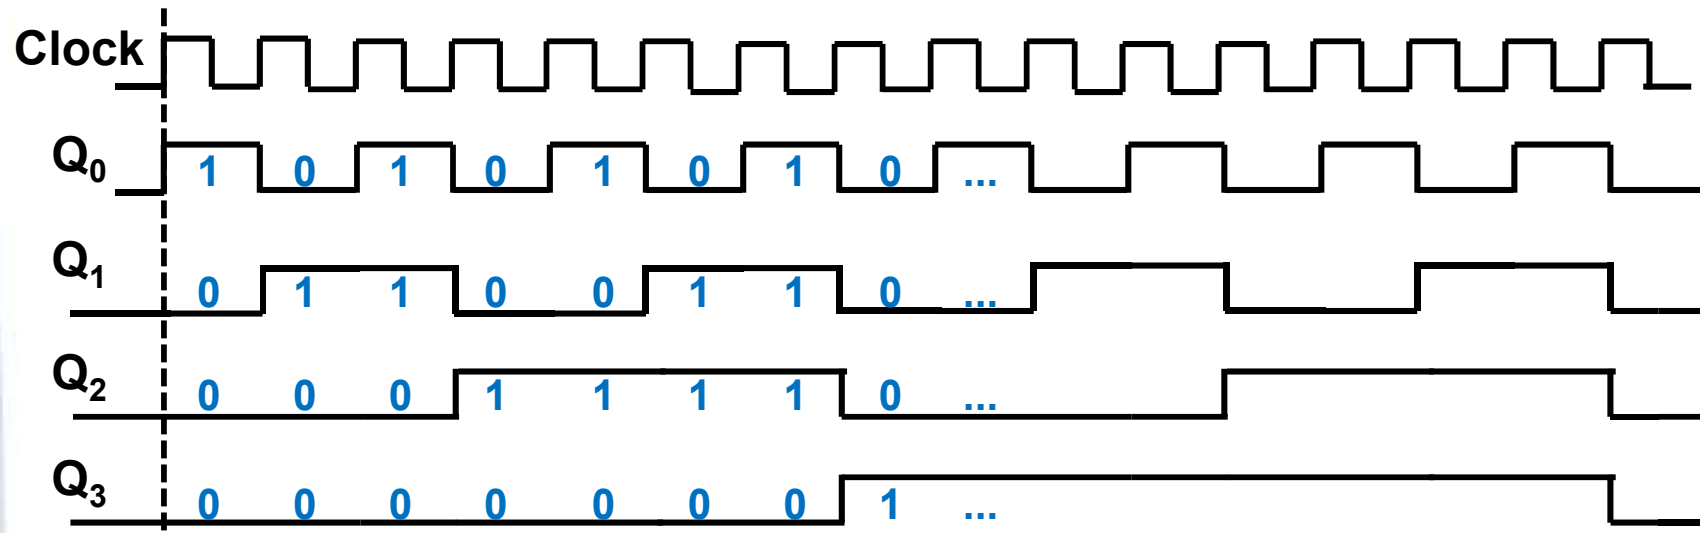 Clock
Q0 1 0 1 0 1 0 1 0 ...
Q1 0 1 1 0 0 1 1 0 ...
Q2 0 0 0 1 1 1 1 0 ...
Q3 0 0 0 0 0 0 0 1 ...